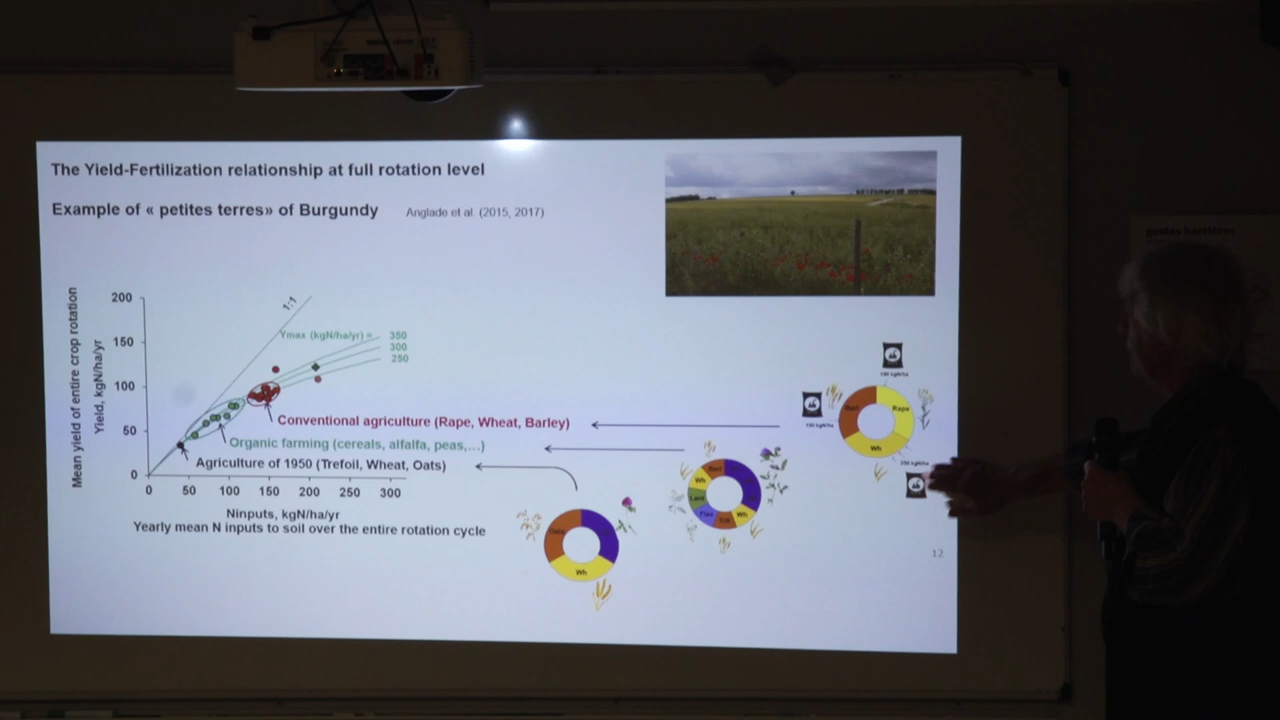 The Yield-Fertilization relationship at full rotation level
Example of « petites terres» of Burgundy Anglade et al. (2015, 2017)
Mean yield of entire crop rotation
Yield, kgN/ha/yr
200
150
100
50
0
1:1
Ymax (kgN/ha/yr) =
350
300
250
Conventional agriculture (Rape, Wheat, Barley)
Organic farming (cereals, alfalfa, peas,...)
Agriculture of 1950 (Trefoil, Wheat, Oats)
0 50 100 150 200 250 300
Ninputs, kgN/ha/yr
Yearly mean N inputs to soil over the entire rotation cycle
Wh
Wh
Wh
Flax
Rape
Wh
12